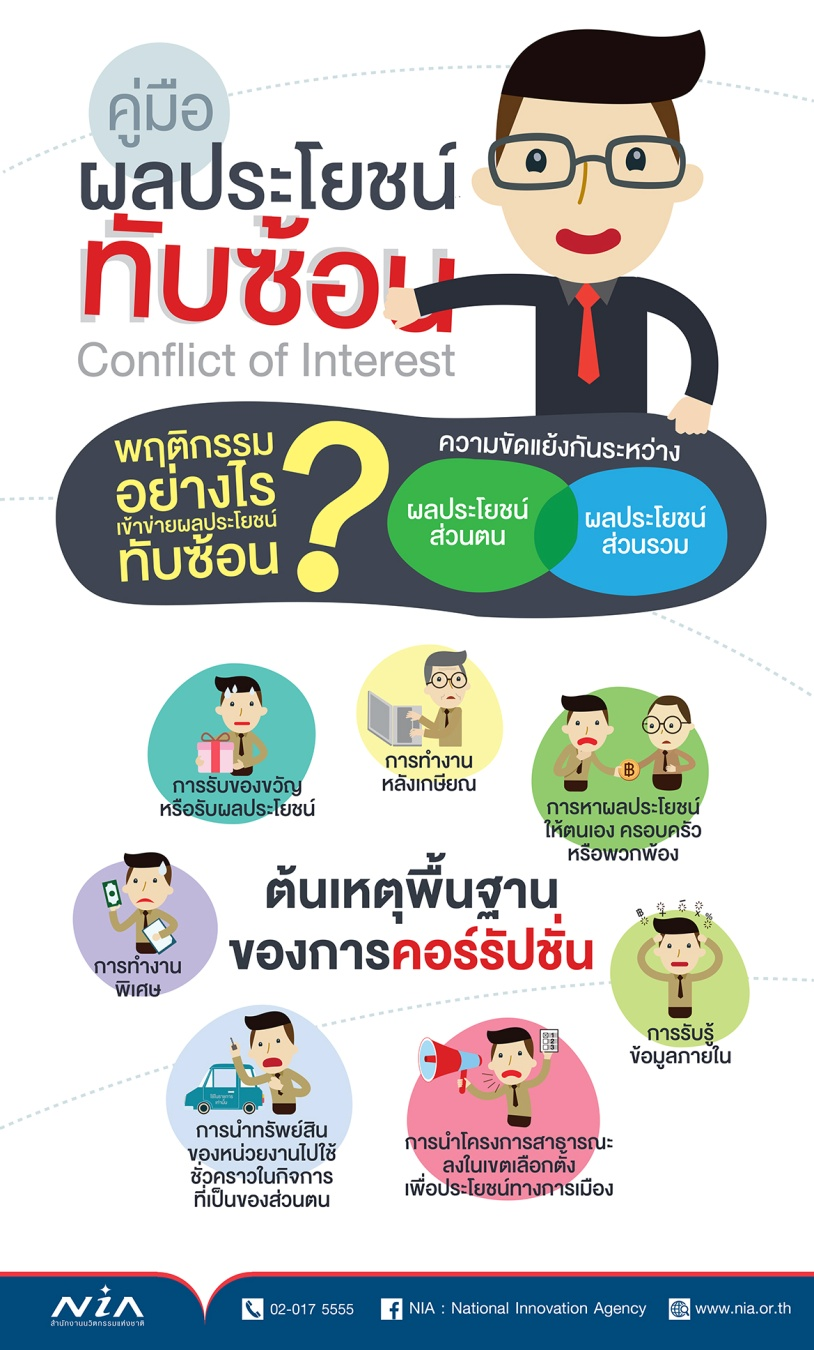 คู่มือ
ผลประโยชน์
ทับซ้อน
Conflict of Interest
พฤติกรรม
อย่างไร
เข้าข่ายผลประโยชน์
ทับซ้อน
?
ความขัดแย้งกันระหว่าง
ผลประโยชน์
ส่วนตน
ผลประโยชน์
ส่วนรวม
การรับของขวัญ
หรือรับผลประโยชน์
การทำงาน
หลังเกษียณ
การหาผลประโยชน์
ให้ตนเอง ครอบครัว
หรือพวกพ้อง
ต้นเหตุพื้นฐาน
ของการคอร์รัปชั่น
การทำงาน
พิเศษ
การรับรู้
ข้อมูลภายใน
การนำทรัพย์สิน
ของหน่วยงานไปใช้
ชั่วคราวในกิจการ
ที่เป็นของส่วนตน
การนำโครงการสาธารณะ
ลงในเขตเลือกตั้ง
เพื่อประโยชน์ทางการเมือง
NIA
สำนักงานนวัตกรรมแห่งชาติ
02-017 5555
NIA : National Innovation Agency
www.nia.or.th